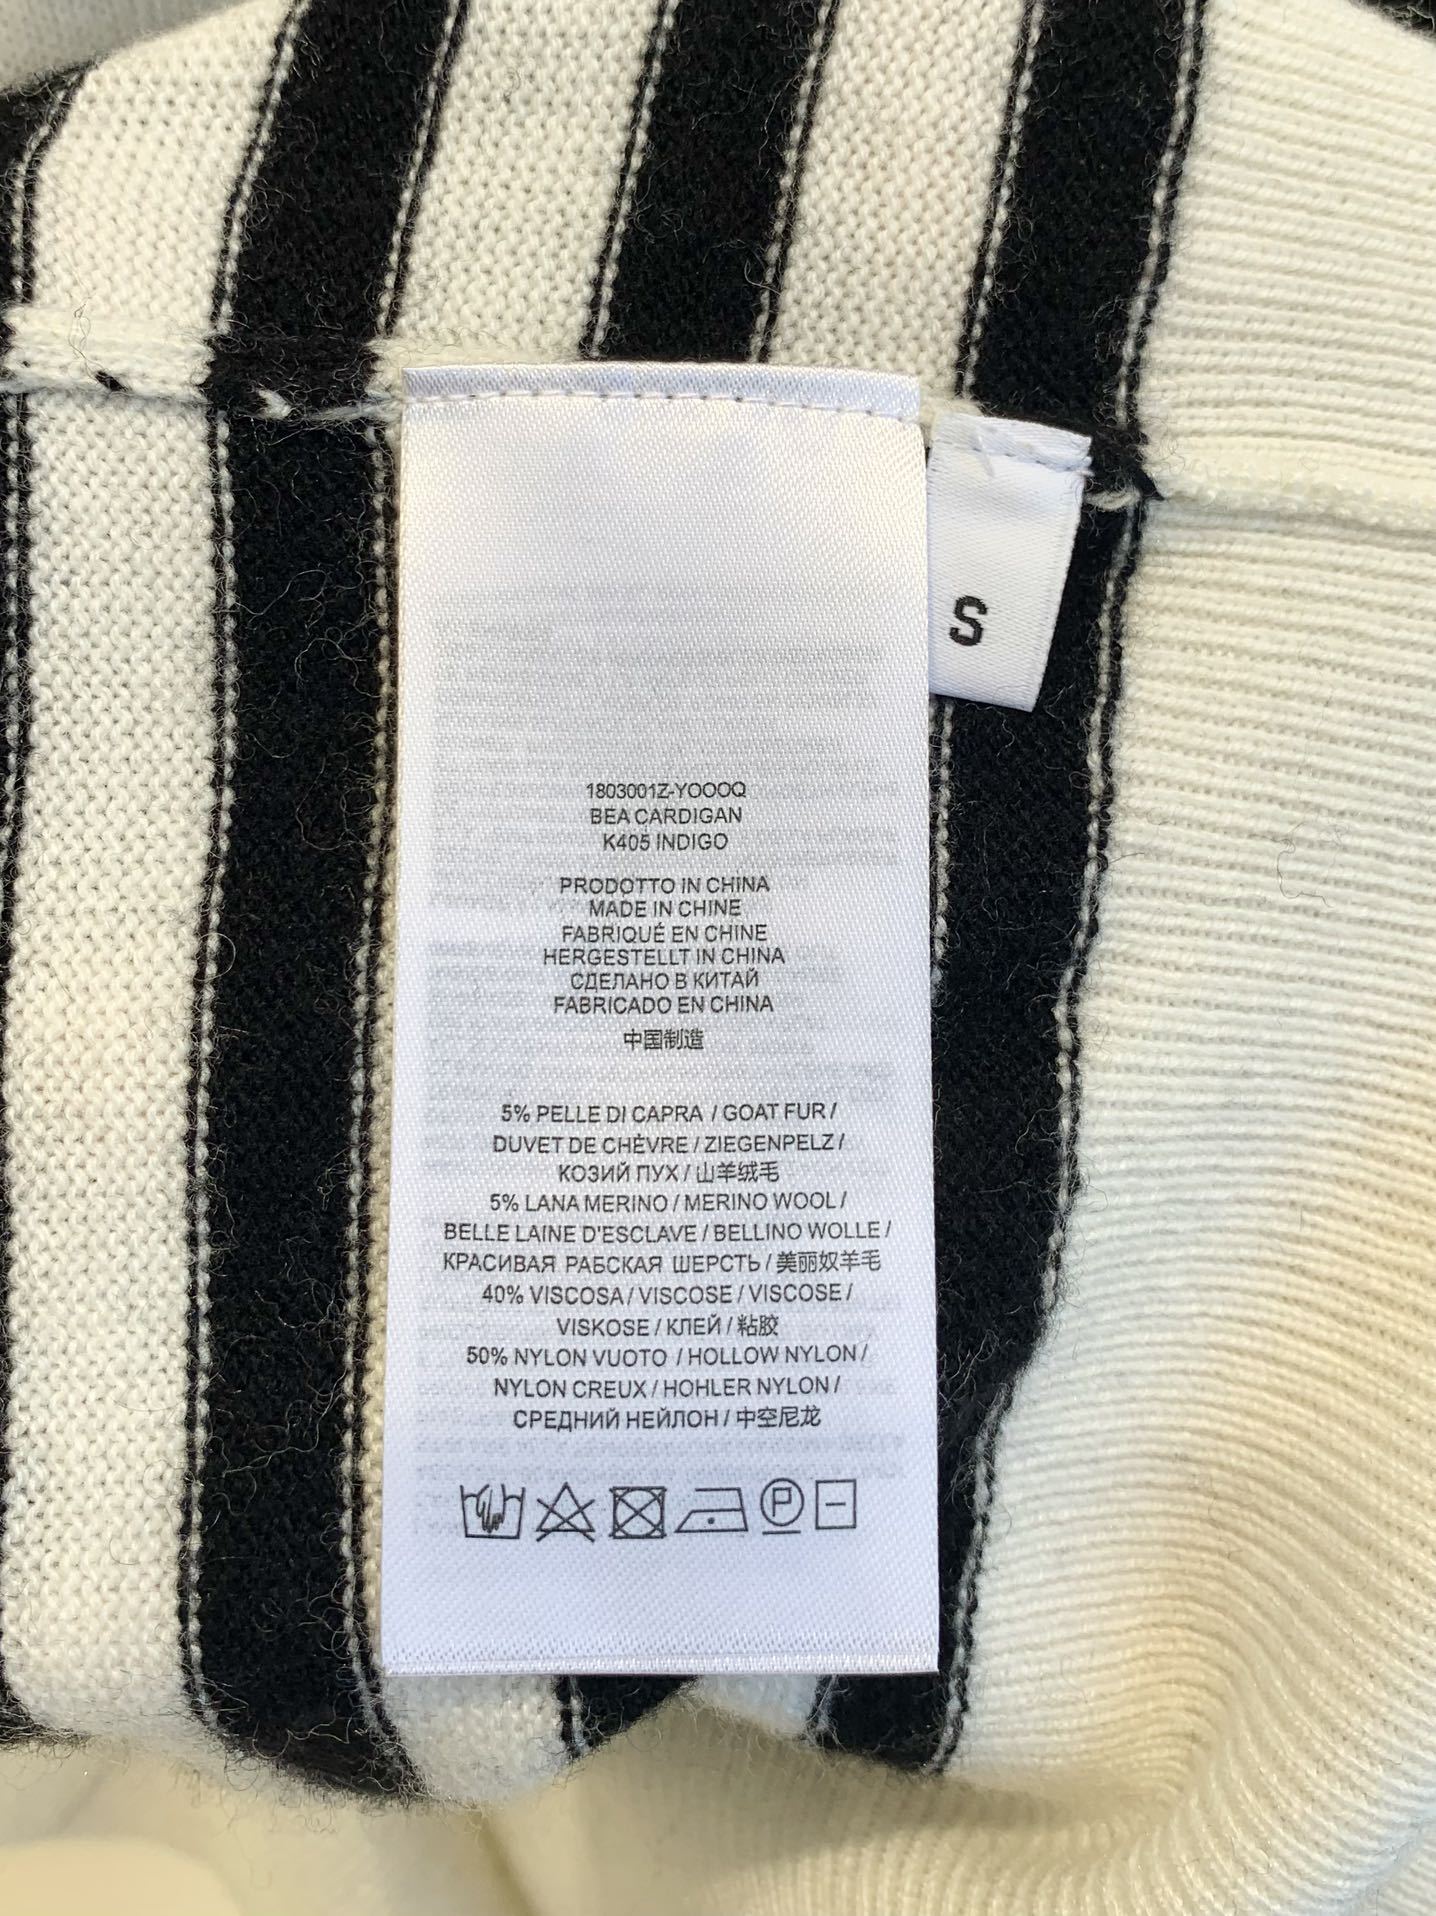 S
1803001Z-YOOOQ
BEA CARDIGAN
K405 INDIGO
PRODOTTO IN CHINA
MADE IN CHINE
FABRIQUÉ EN CHINE
HERGESTELLT IN CHINA
СДЕЛАНО В КИТАЙ
FABRICADO EN CHINA
中国制造
5% PELLE DI CAPRA / GOAT FUR /
DUVET DE CHÈVRE / ZIEGENPELZ /
КОЗИЙ ПУХ / 山羊绒毛
5% LANA MERINO / MERINO WOOL /
BELLE LAINE D'ESCLAVE / BELLINO WOLLE /
КРАСИВАЯ РАБСКАЯ ШЕРСТЬ / 美丽奴羊毛
40% VISCOSA / VISCOSE / VISCOSE /
VISKOSE / КЛЕЙ / 粘胶
50% NYLON VUOTO / HOLLOW NYLON /
NYLON CREUX / HOHLER NYLON /
СРЕДНИЙ НЕЙЛОН / 中空尼龙
P